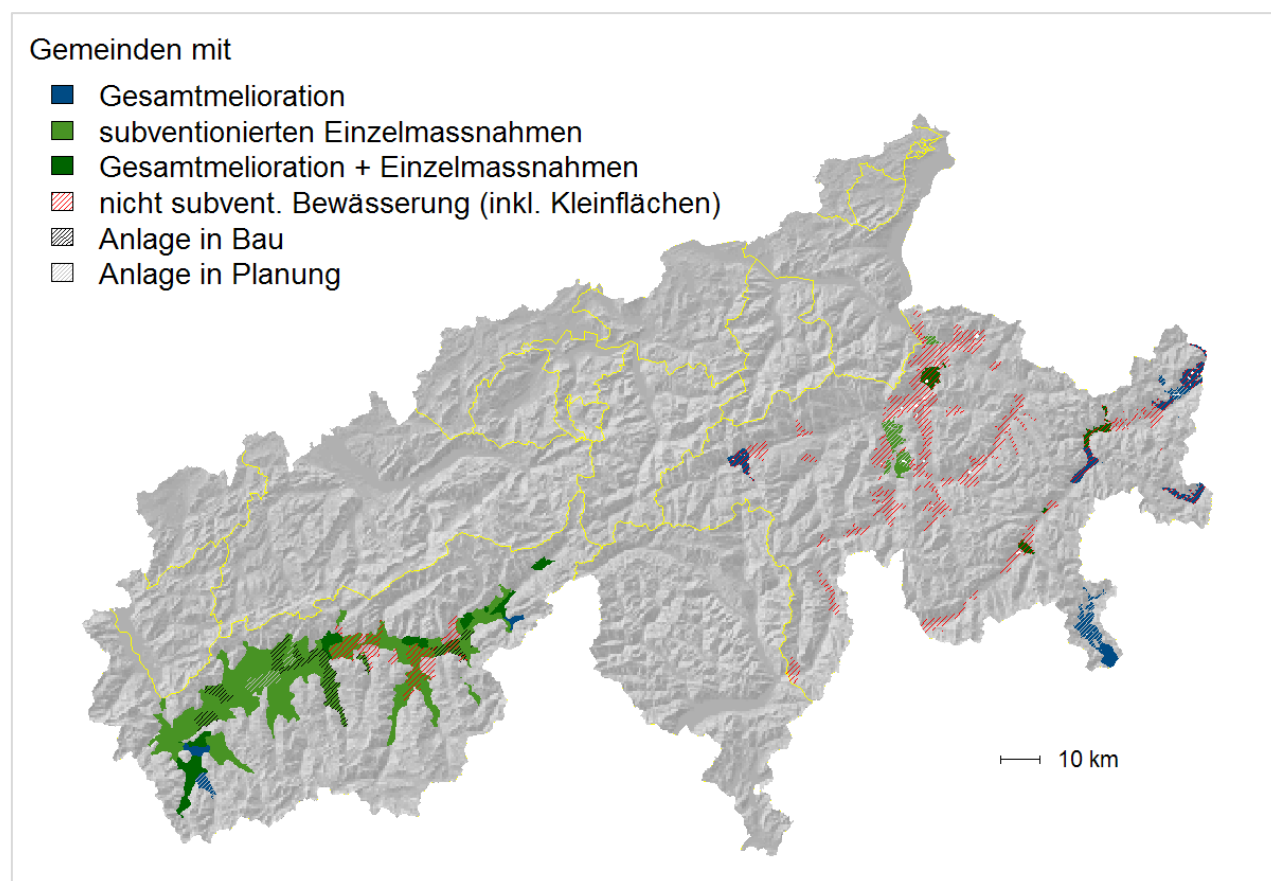 Gemeinden mit
Gesamtmelioration
subventionierten Einzelmassnahmen
Gesamtmelioration + Einzelmassnahmen
nicht subvent. Bewässerung (inkl. Kleinflächen)
Anlage in Bau
Anlage in Planung
10 km